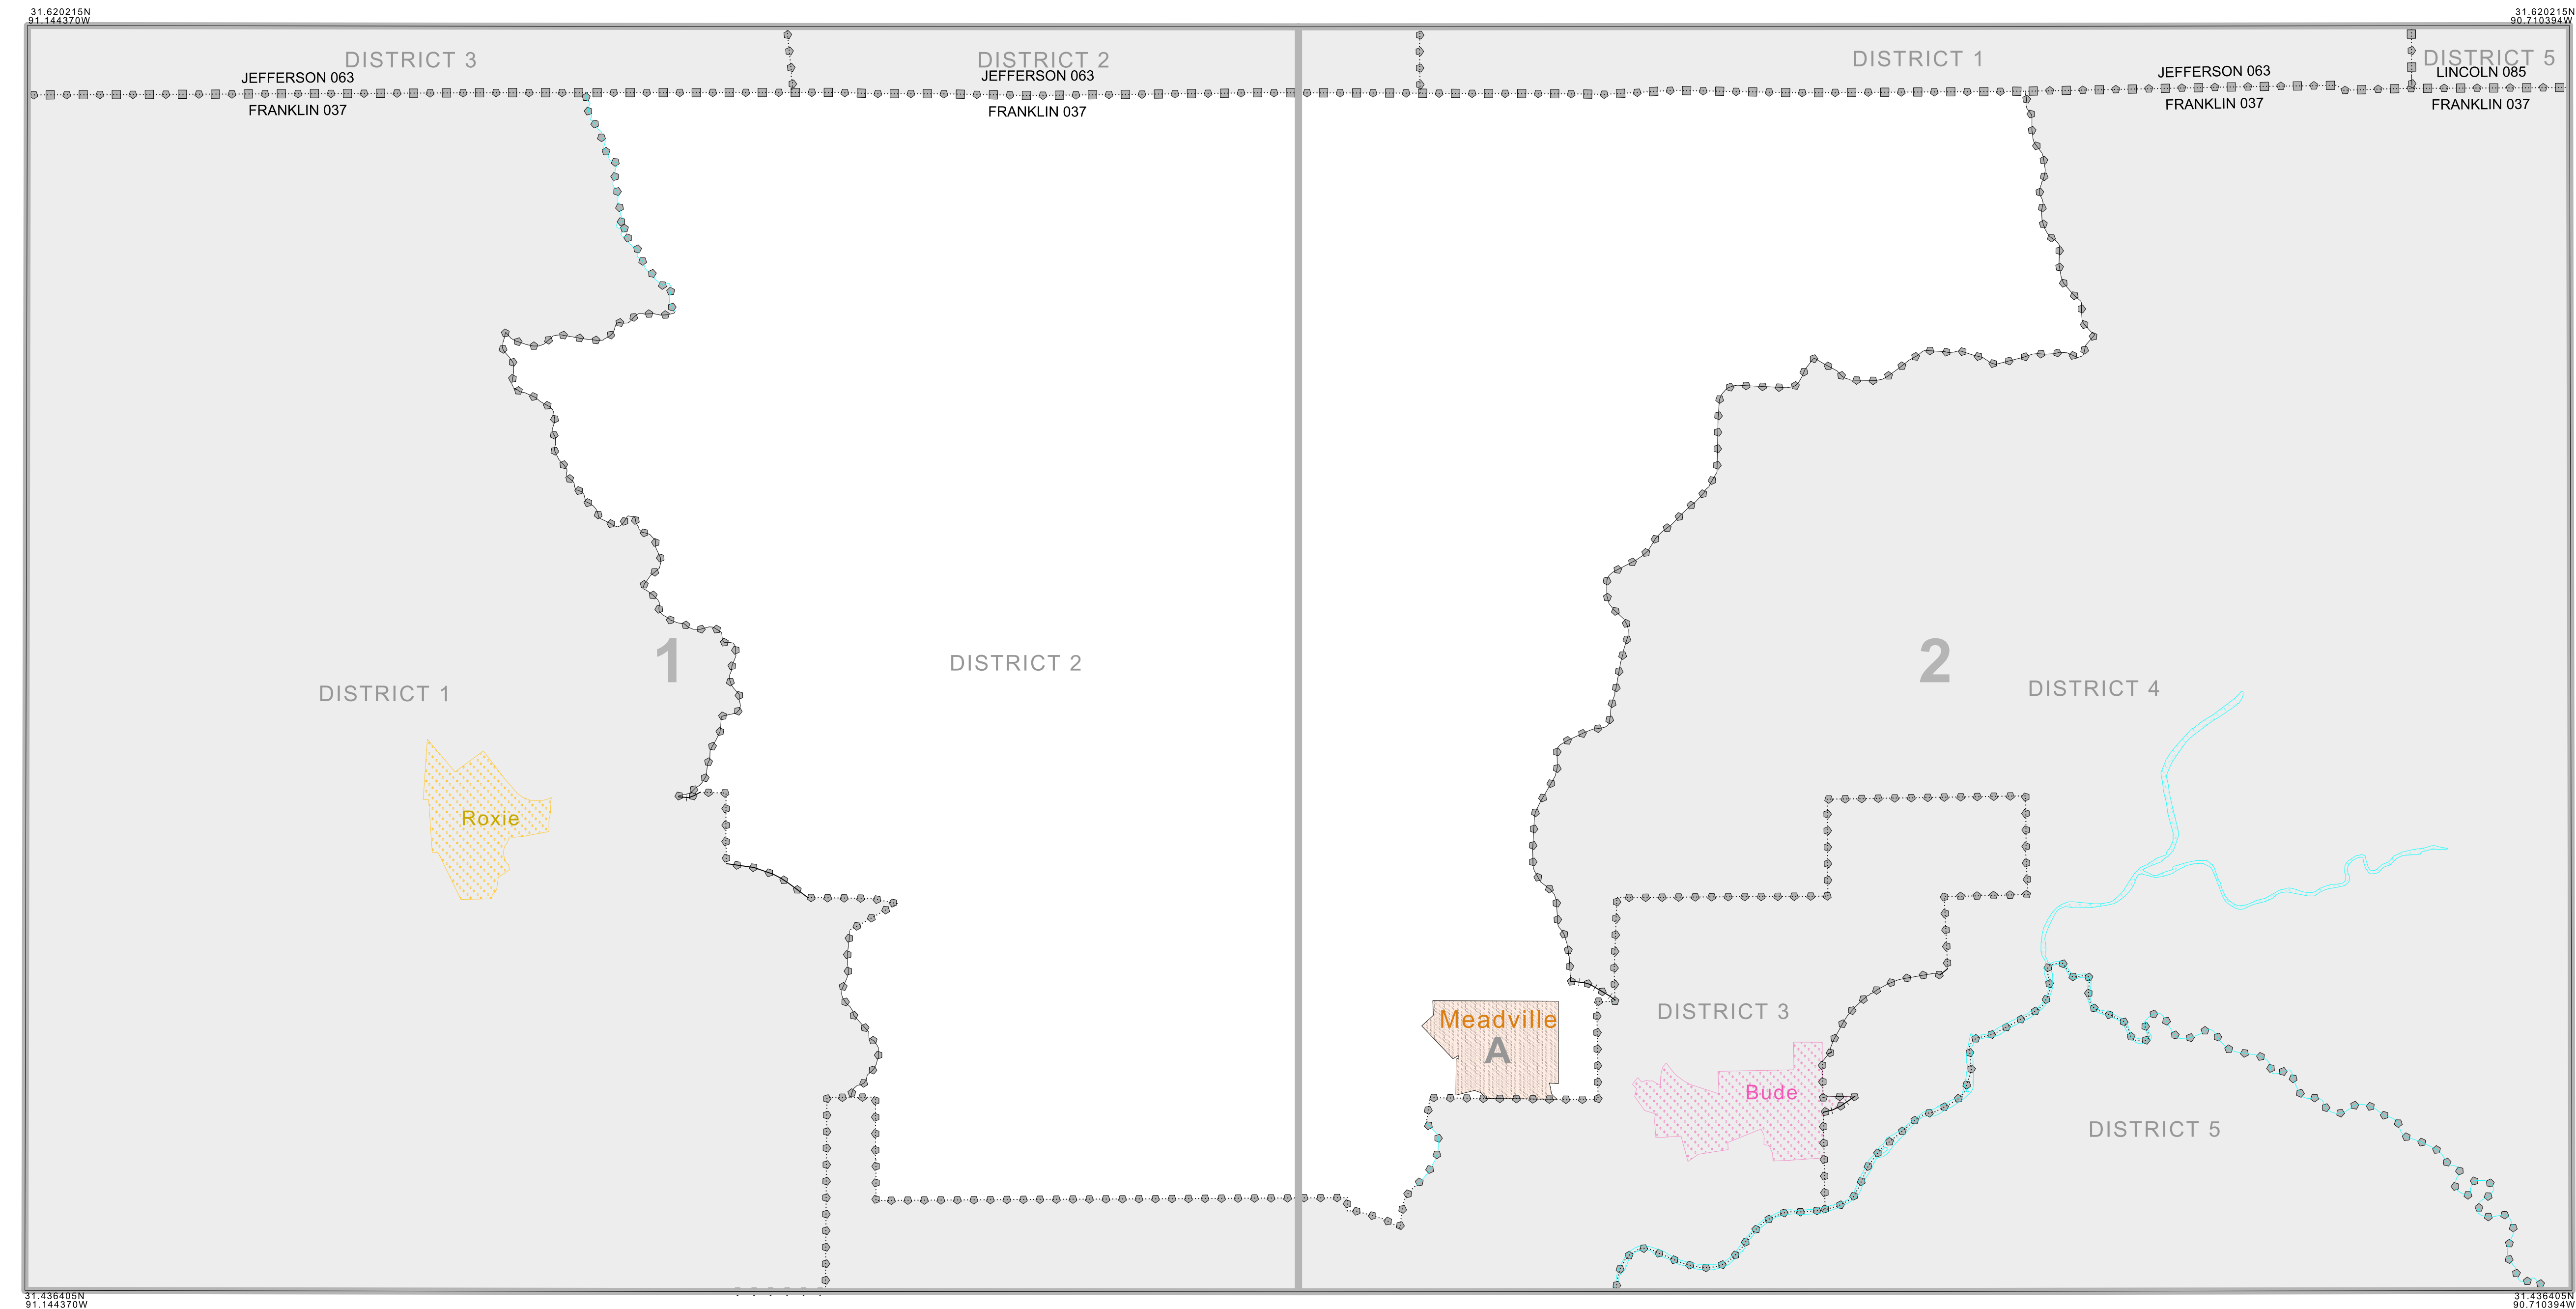 31.620215N
91.144370W
31.620215N
90.710394W
DISTRICT 3
DISTRICT 2
DISTRICT 1
DISTRICT 5
JEFFERSON 063
JEFFERSON 063
JEFFERSON 063
LINCOLN 085
FRANKLIN 037
FRANKLIN 037
FRANKLIN 037
FRANKLIN 037
1
2
DISTRICT 1
DISTRICT 2
DISTRICT 4
Roxie
DISTRICT 3
Meadville
A
Bude
DISTRICT 5
31.436405N
91.144370W
31.436405N
90.710394W